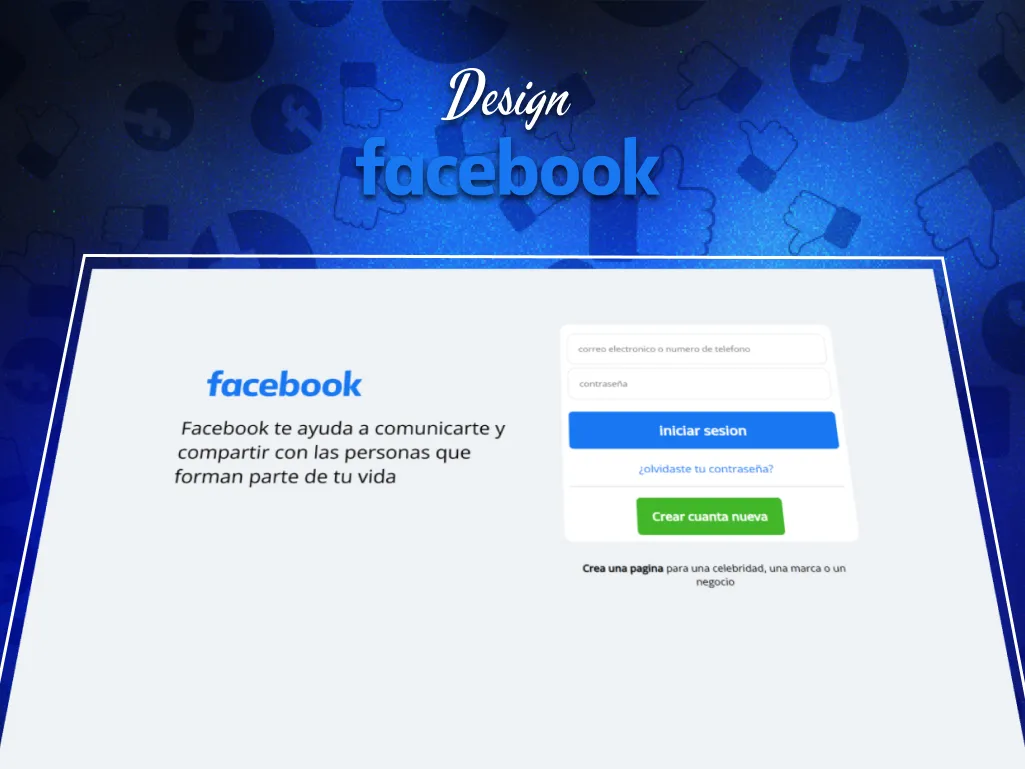 Design
facebook
facebook
Facebook te ayuda a comunicarte y
compartir con las personas que
forman parte de tu vida
correo electronico o numero de telefono
contraseña
iniciar sesion
¿olvidaste tu contraseña?
Crear cuanta nueva
Crea una pagina para una celebridad, una marca o un
negocio